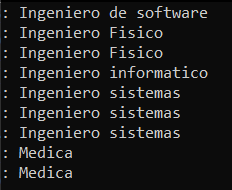 : Ingeniero de software
: Ingeniero Fisico
: Ingeniero Fisico
: Ingeniero informatico
: Ingeniero sistemas
: Ingeniero sistemas
: Ingeniero sistemas
: Medica
: Medica